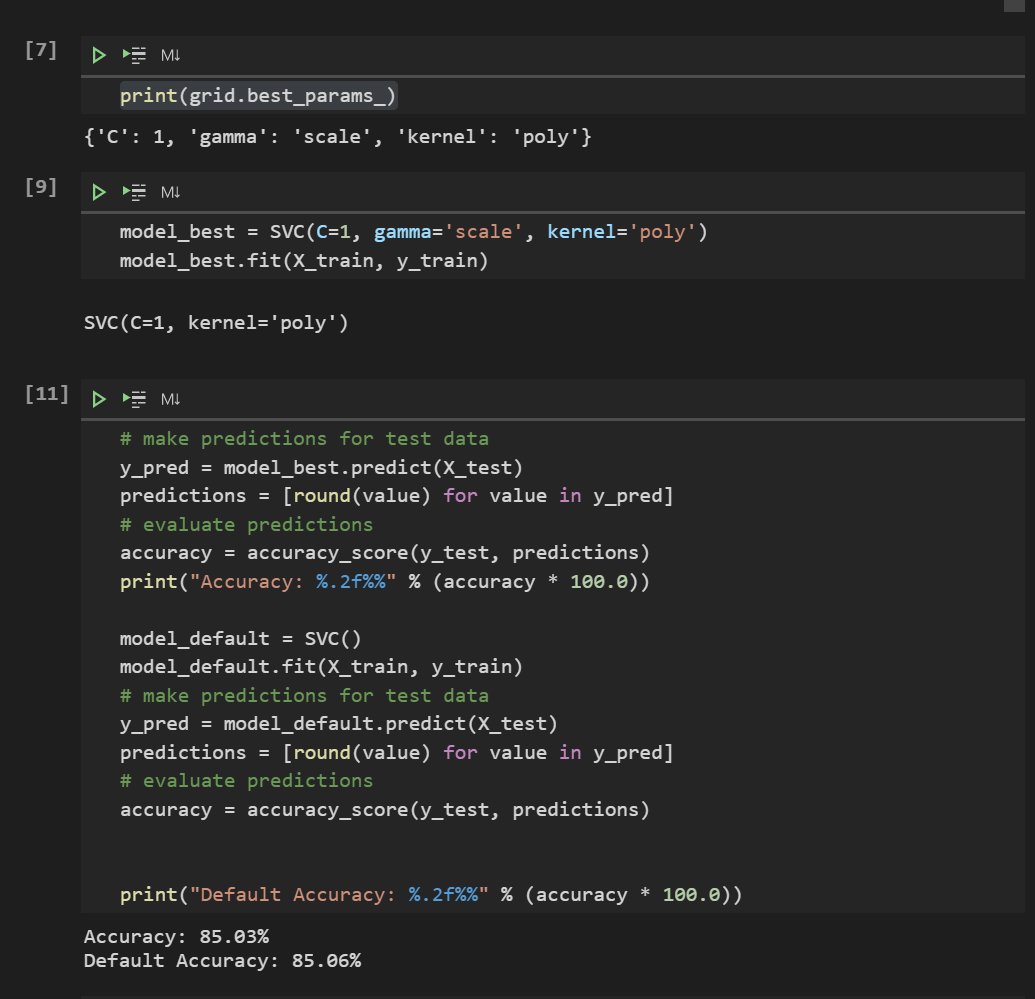 [7]
M↓
print(grid.best_params_)
{'C': 1, 'gamma': 'scale', 'kernel': 'poly'}
[9]
M↓
model_best = SVC(C=1, gamma='scale', kernel='poly')
model_best.fit(X_train, y_train)
SVC(C=1, kernel='poly')
[11]
M↓
# make predictions for test data
y_pred = model_best.predict(X_test)
predictions = [round(value) for value in y_pred]
# evaluate predictions
accuracy = accuracy_score(y_test, predictions)
print("Accuracy: %.2f%%" % (accuracy * 100.0))
model_default = SVC()
model_default.fit(X_train, y_train)
# make predictions for test data
y_pred = model_default.predict(X_test)
predictions = [round(value) for value in y_pred]
# evaluate predictions
accuracy = accuracy_score(y_test, predictions)
print("Default Accuracy: %.2f%%" % (accuracy * 100.0))
Accuracy: 85.03%
Default Accuracy: 85.06%